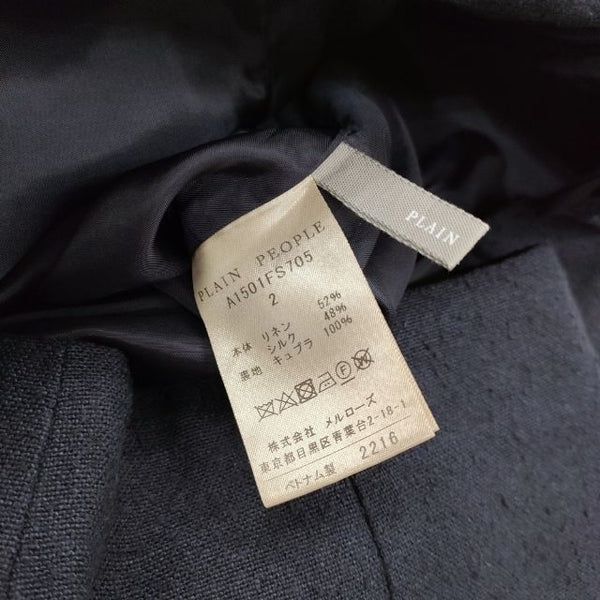 PLAIN PEOPLE
A1501FS705
2
本体 リネン 52%
シルク 48%
裏地 キュプラ 100%
株式会社 メルローズ
東京都目黒区青葉台2-18-1
ベトナム製 2216
PLAIN